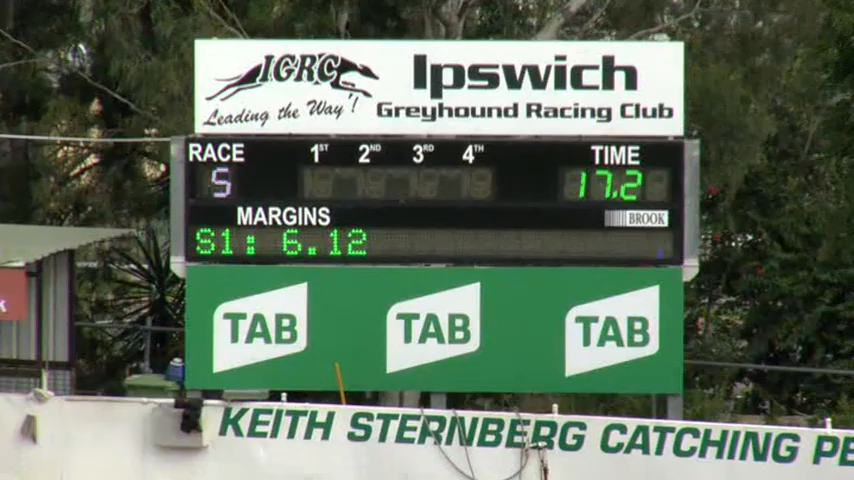 IGRC
Leading the Way'!
Ipswich
Greyhound Racing Club
RACE 1ST 2ND 3RD 4TH TIME
5 17.2
MARGINS BROOK
S1: 6.12
TAB TAB TAB
k
KEITH STERNBERG CATCHING PE